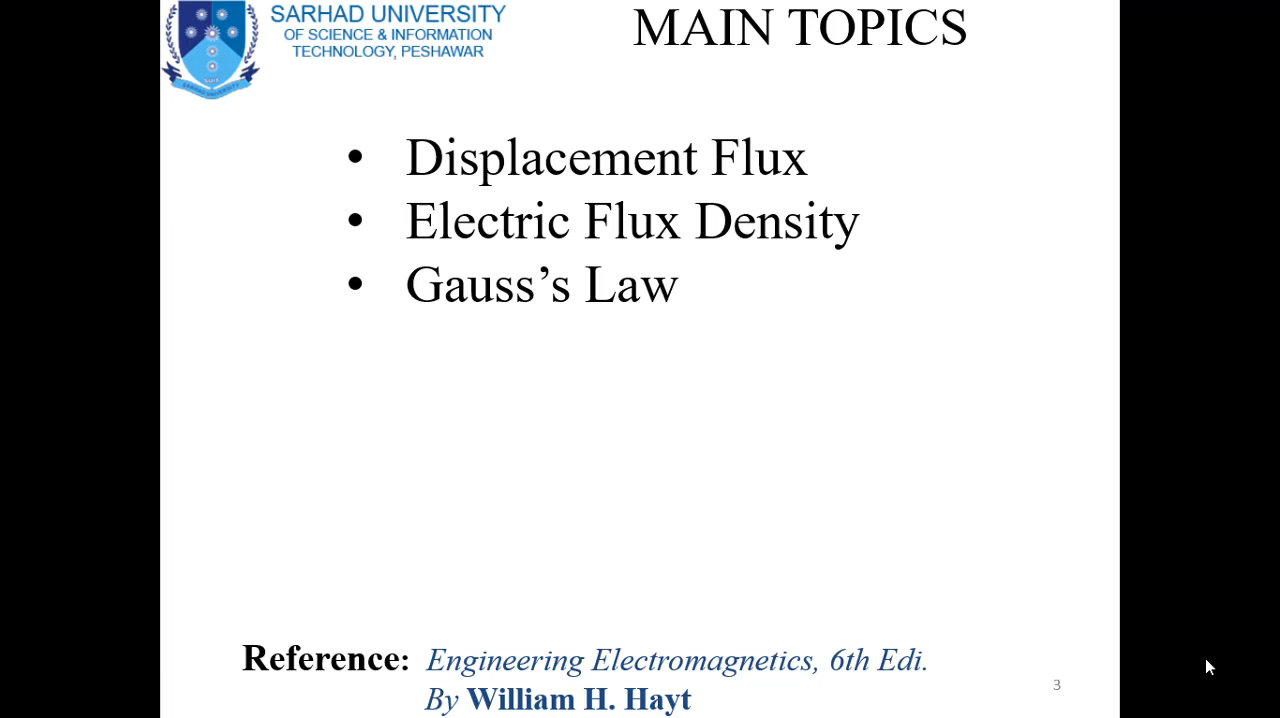 SARHAD UNIVERSITY
OF SCIENCE & INFORMATION
TECHNOLOGY, PESHAWAR
MAIN TOPICS
• Displacement Flux
• Electric Flux Density
• Gauss’s Law
Reference: Engineering Electromagnetics, 6th Edi.
By William H. Hayt
3